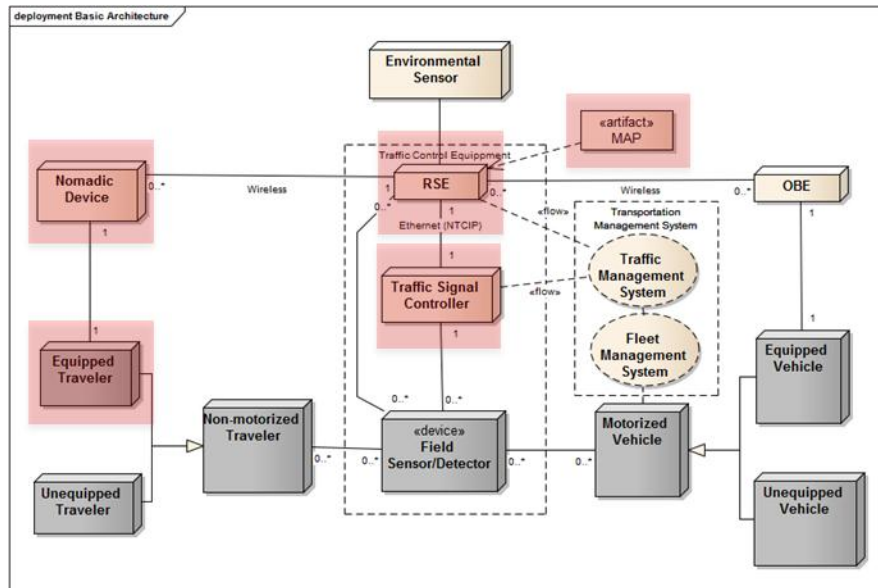 deployment Basic Architecture
Environmental
Sensor
«artifact»
MAP
Traffic Control Equippment
Nomadic
Device
0..*
Wireless
1
RSE
0..*
0..*
Wireless
0..*
OBE
1
1
0..*
1
Ethernet (NTCIP)
«flow»
Transportation
Management System
Traffic
Management
System
1
Traffic Signal
Controller
«flow»
1
1
Equipped
Traveler
Fleet
Management
System
1
Equipped
Vehicle
0..*
0..*
Non-motorized
Traveler
«device»
Field
Sensor/Detector
Motorized
Vehicle
0..*
0..*
0..*
0..*
Unequipped
Traveler
Unequipped
Vehicle